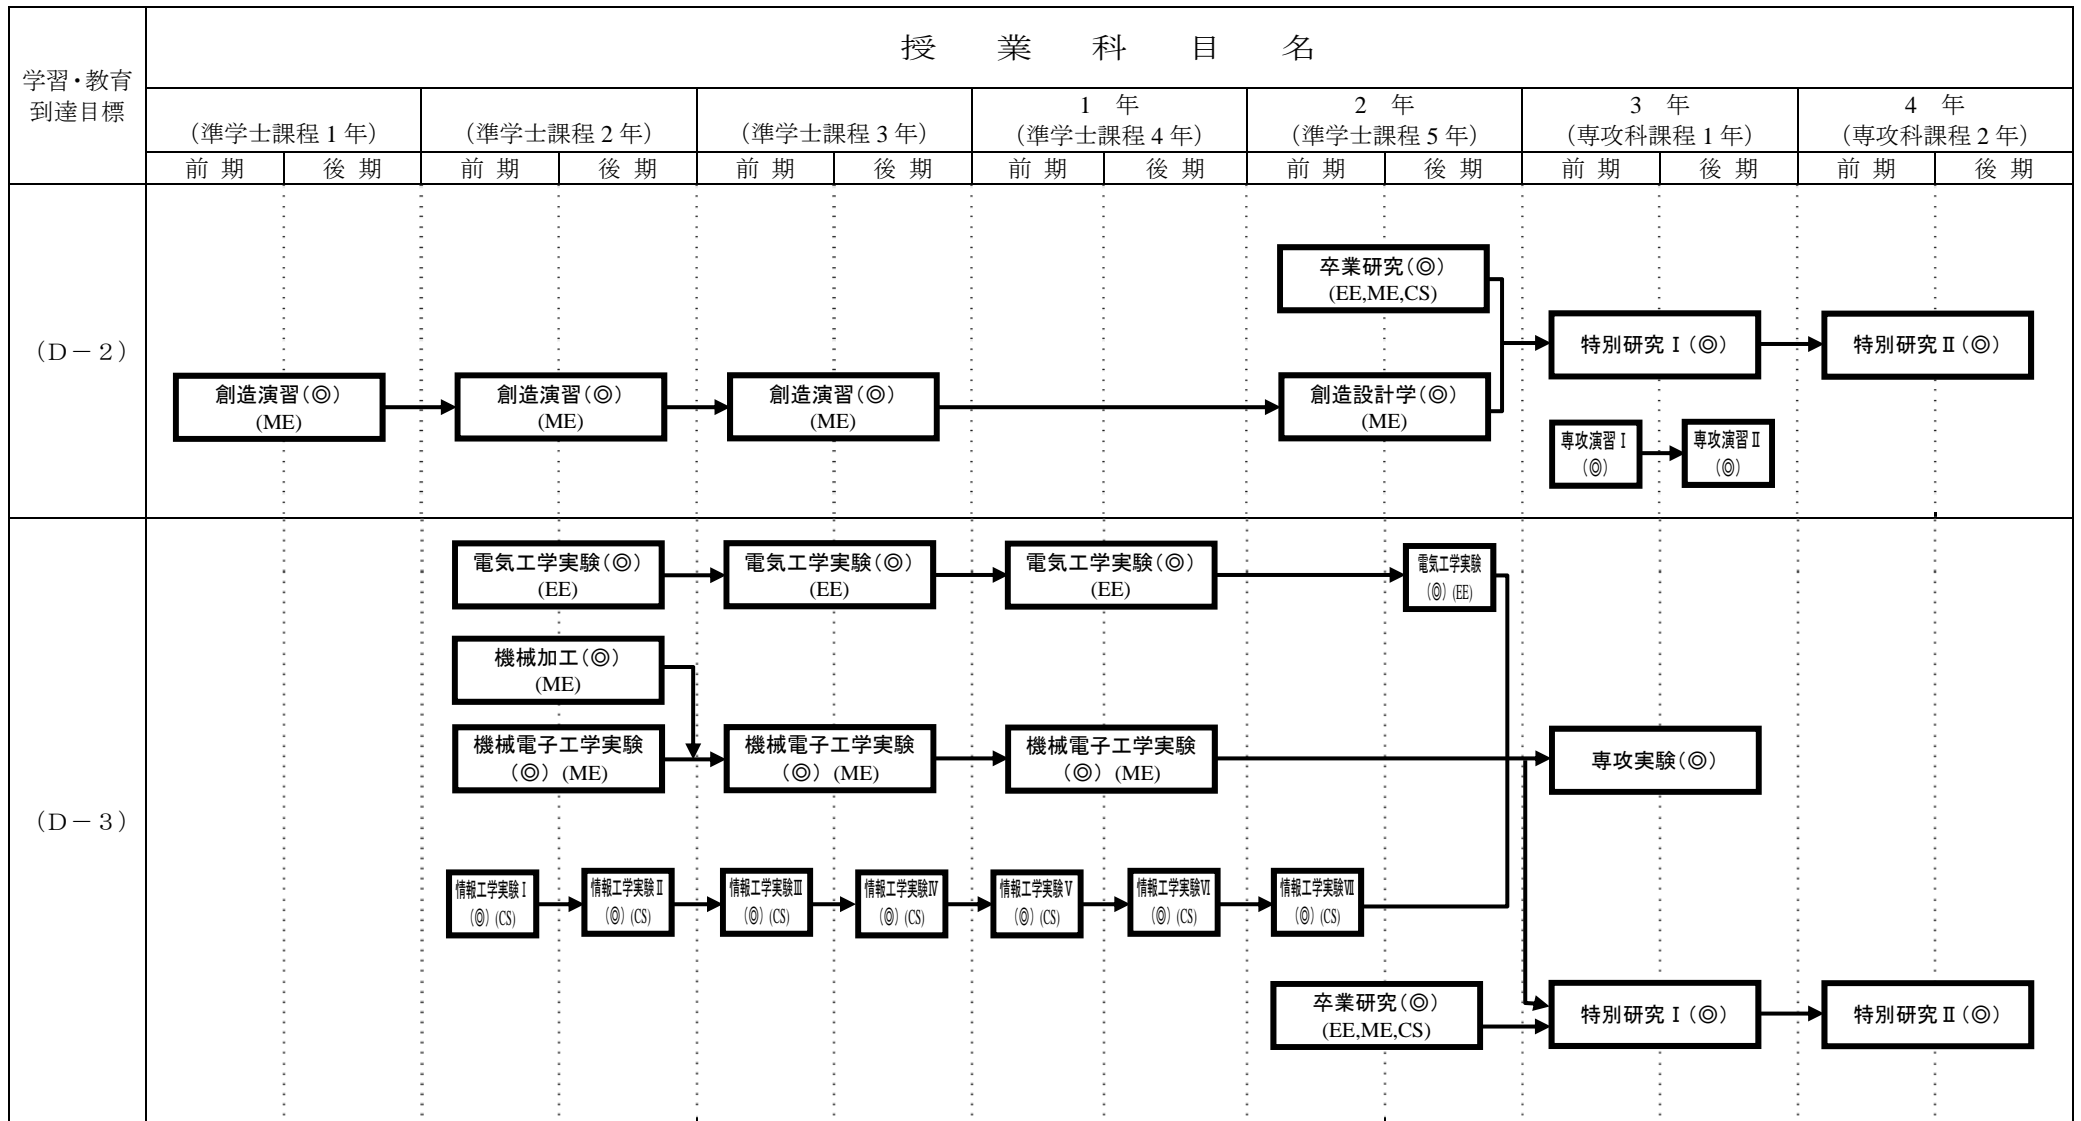 授業科目名
学習・教育
到達目標
1 年
2 年
3 年
4 年
(準学士課程 1 年)
(準学士課程 2 年)
(準学士課程 3 年)
(準学士課程 4 年)
(準学士課程 5 年)
(専攻科課程 1 年)
(専攻科課程 2 年)
前 期 後 期 前 期 後 期 前 期 後 期 前 期 後 期 前 期 後 期 前 期 後 期 前 期 後 期
(D-2)
卒業研究(◎)
(EE,ME,CS)
特別研究Ⅰ(◎)
特別研究Ⅱ(◎)
創造演習(◎)
(ME)
創造演習(◎)
(ME)
創造演習(◎)
(ME)
創造設計学(◎)
(ME)
専攻演習Ⅰ
(◎)
専攻演習Ⅱ
(◎)
(D-3)
電気工学実験(◎)
(EE)
電気工学実験(◎)
(EE)
電気工学実験(◎)
(EE)
電気工学実験
(◎) (EE)
機械加工(◎)
(ME)
機械電子工学実験
(◎) (ME)
機械電子工学実験
(◎) (ME)
機械電子工学実験
(◎) (ME)
専攻実験(◎)
情報工学実験Ⅰ
(◎) (CS)
情報工学実験Ⅱ
(◎) (CS)
情報工学実験Ⅲ
(◎) (CS)
情報工学実験Ⅳ
(◎) (CS)
情報工学実験Ⅴ
(◎) (CS)
情報工学実験Ⅵ
(◎) (CS)
情報工学実験Ⅶ
(◎) (CS)
卒業研究(◎)
(EE,ME,CS)
特別研究Ⅰ(◎)
特別研究Ⅱ(◎)